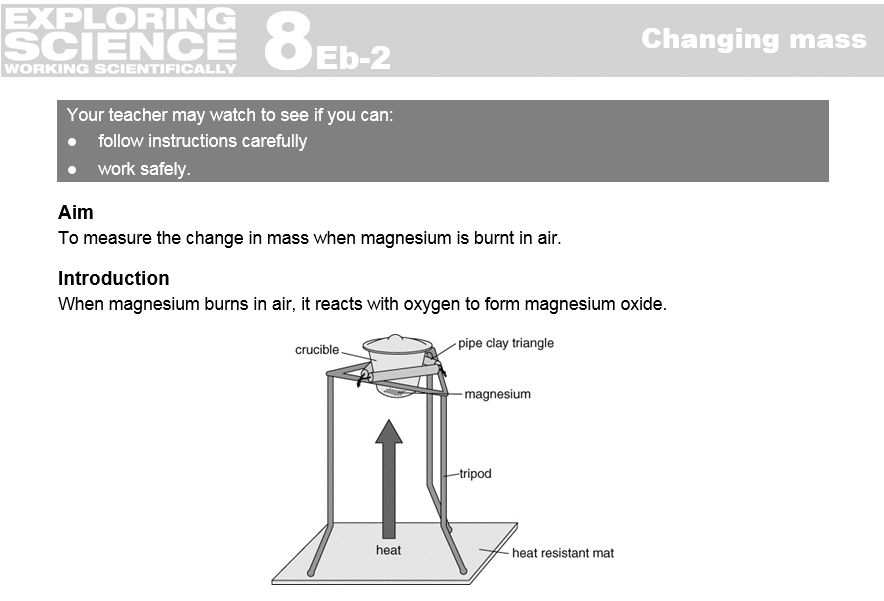 EXPLORING
SCIENCE
WORKING SCIENTIFICALLY
8Eb-2
Changing mass
Your teacher may watch to see if you can:
● follow instructions carefully
● work safely.
Aim
To measure the change in mass when magnesium is burnt in air.
Introduction
When magnesium burns in air, it reacts with oxygen to form magnesium oxide.
crucible
pipe clay triangle
magnesium
tripod
heat
heat resistant mat